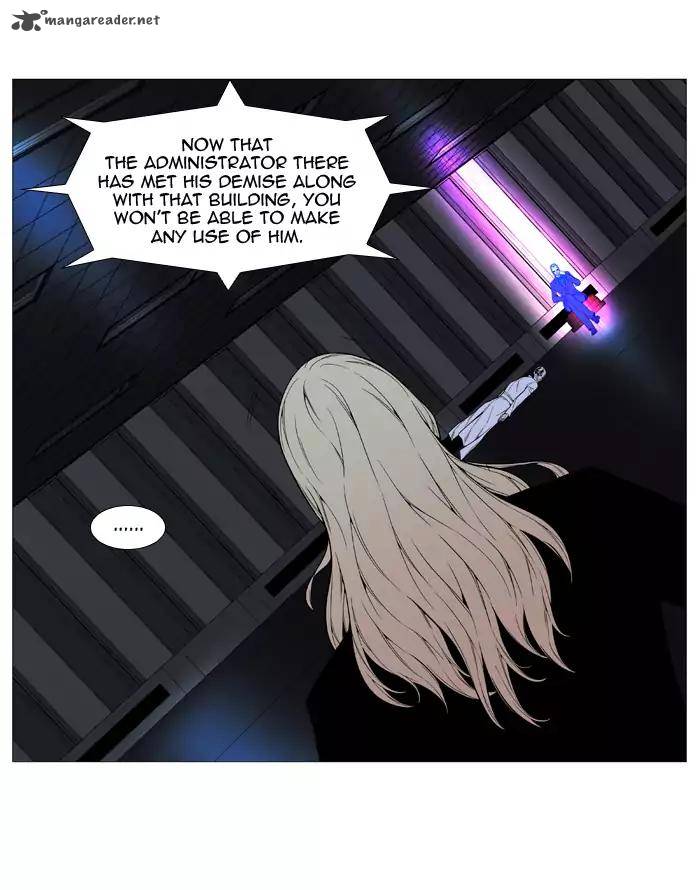 mangareader.net
NOW THAT
THE ADMINISTRATOR THERE
HAS MET HIS DEMISE ALONG
WITH THAT BUILDING, YOU
WON'T BE ABLE TO MAKE
ANY USE OF HIM.
......